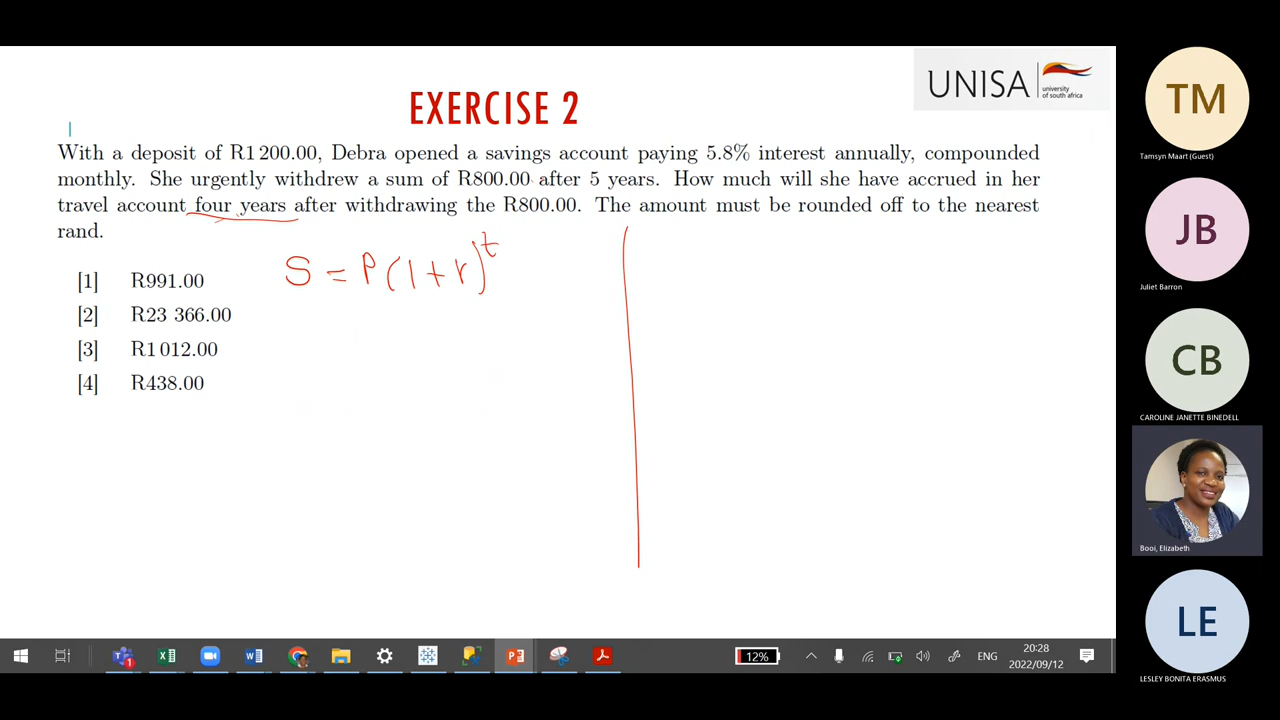 EXERCISE 2
UNISA
university
of south africa
With a deposit of R1 200.00, Debra opened a savings account paying 5.8% interest annually, compounded
monthly. She urgently withdrew a sum of R800.00 after 5 years. How much will she have accrued in her
travel account four years after withdrawing the R800.00. The amount must be rounded off to the nearest
rand.
S = P(1+r)^t
[1] R991.00
[2] R23 366.00
[3] R1 012.00
[4] R438.00
TM
Tamsyn Maart (Guest)
JB
Juliet Barron
CB
CAROLINE JANETTE BINEDELL
Booi, Elizabeth
LE
LESLEY BONITA ERASMUS
12%
ENG
20:28
2022/09/12
1